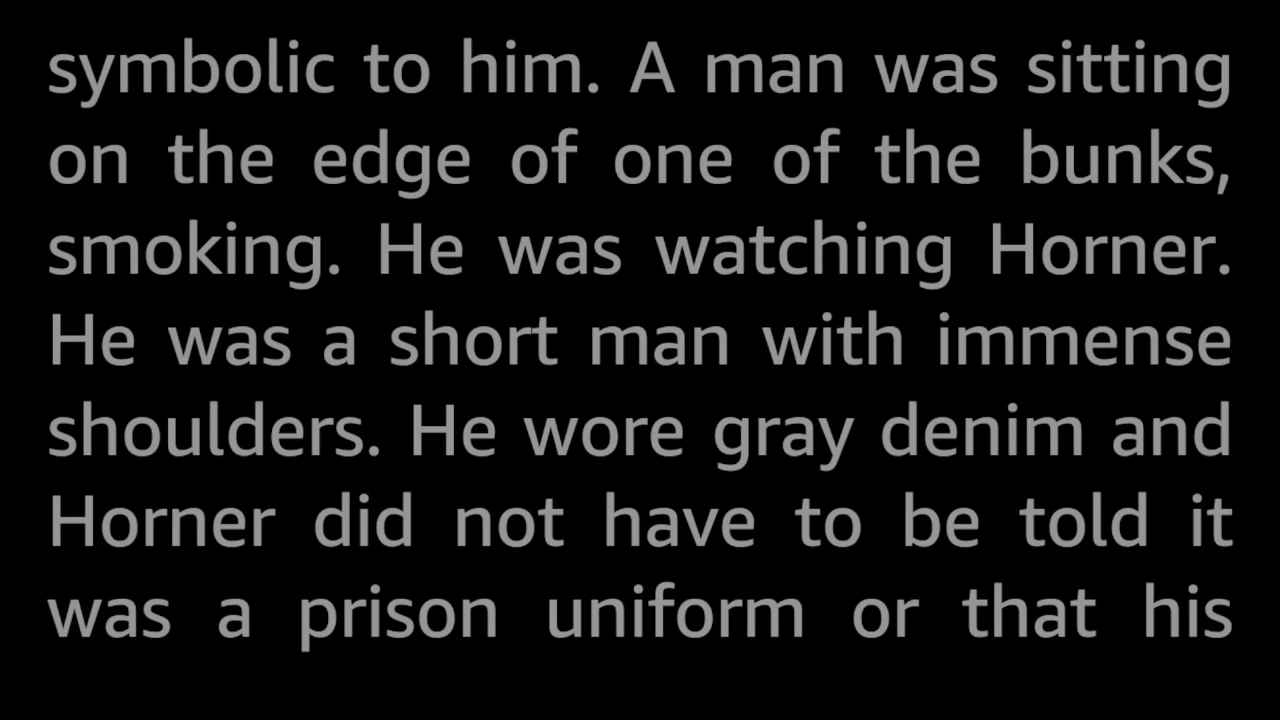 symbolic to him. A man was sitting
on the edge of one of the bunks,
smoking. He was watching Horner.
He was a short man with immense
shoulders. He wore gray denim and
Horner did not have to be told it
was a prison uniform or that his